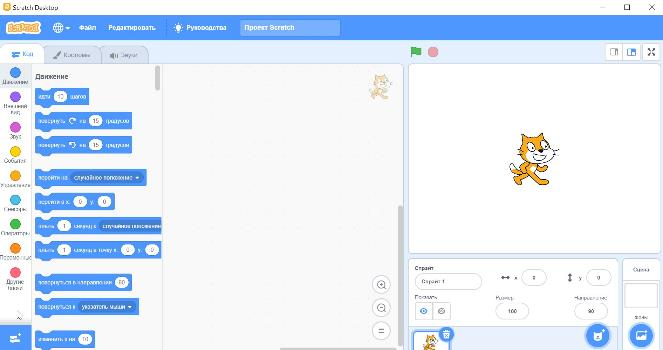 Scratch Desktop
SCRATCH Файл Редактировать Руководства Проект Scratch
Код Костюмы Звуки
Движение
Внешний вид
Звук
События
Управление
Сенсоры
Операторы
Переменные
Другие блоки
Движение
идти 10 шагов
повернуть на 15 градусов
повернуть на 15 градусов
перейти на случайное положение
перейти в x: 0 y: 0
плыть 1 секунд к случайное положение
плыть 1 секунд в точку x: 0 y: 0
повернуться в направлении 90
повернуться к указатель мыши
изменить x на 10
Спрайт
Спрайт 1
x 0
y 0
Показать
Размер
100
Направление
90
Сцена
Фоны